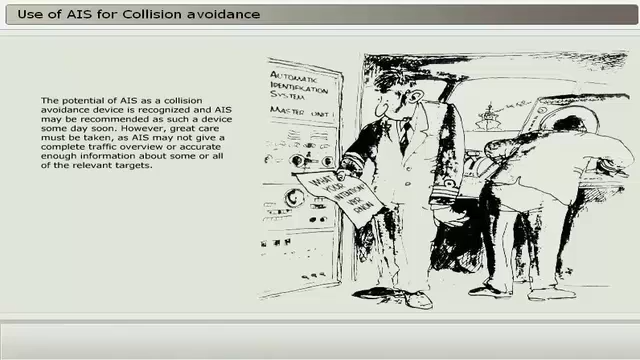 Use of AIS for Collision avoidance
The potential of AIS as a collision
avoidance device is recognized and AIS
may be recommended as such a device
some day soon. However, great care
must be taken, as AIS may not give a
complete traffic overview or accurate
enough information about some or all
of the relevant targets.
AUTOMATIC
IDENTIFICATION
SYSTEM
MASTER UNIT
WHAT
YOUR